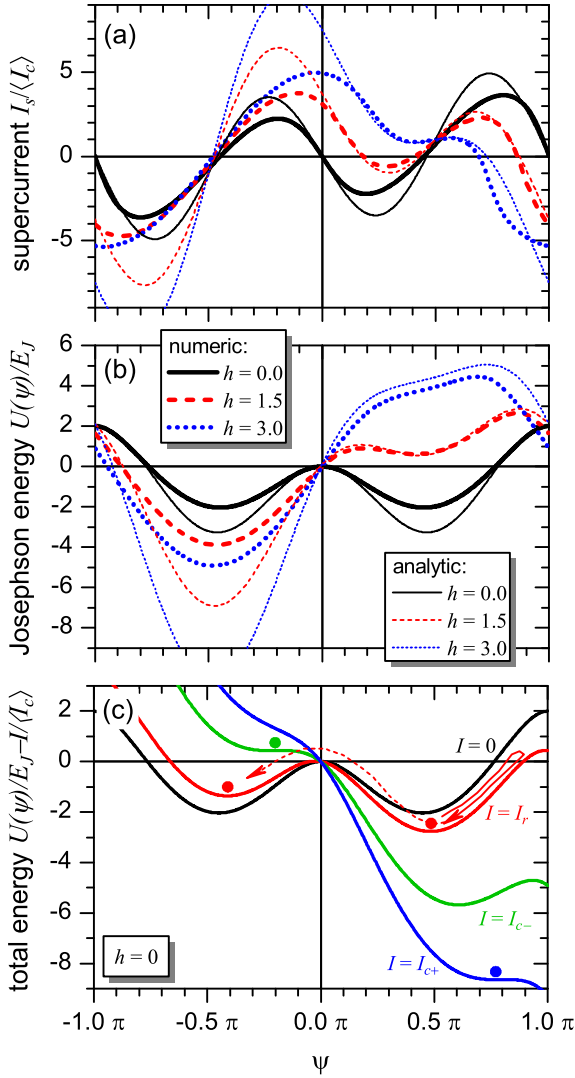 (a)
supercurrent I_s/⟨I_c⟩
5
0
-5
(b)
Josephson energy U(ψ)/E_J
6
4
2
0
-2
-4
-6
-8
numeric:
h = 0.0
h = 1.5
h = 3.0
analytic:
h = 0.0
h = 1.5
h = 3.0
(c)
total energy U(ψ)/E_J–I/⟨I_c⟩
2
0
-2
-4
-6
-8
I = 0
I = I_r
I = I_c−
I = I_c+
h = 0
-1.0 π
-0.5 π
0.0 π
0.5 π
1.0 π
ψ